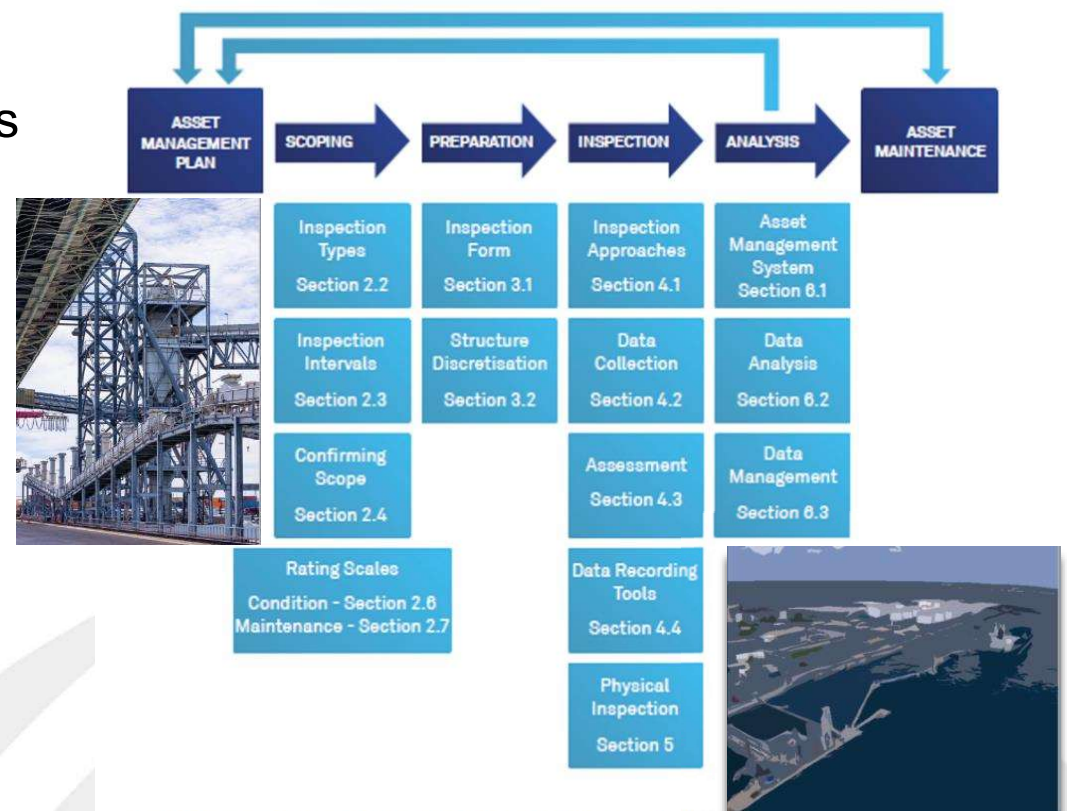 s
ASSET
MANAGEMENT
PLAN
SCOPING
PREPARATION
INSPECTION
ANALYSIS
ASSET
MAINTENANCE
Inspection
Types
Section 2.2
Inspection
Form
Section 3.1
Inspection
Approaches
Section 4.1
Asset
Management
System
Section 6.1
Inspection
Intervals
Section 2.3
Structure
Discretisation
Section 3.2
Data
Collection
Section 4.2
Data
Analysis
Section 6.2
Confirming
Scope
Section 2.4
Assessment
Section 4.3
Data
Management
Section 6.3
Rating Scales
Condition - Section 2.6
Maintenance - Section 2.7
Data Recording
Tools
Section 4.4
Physical
Inspection
Section 5